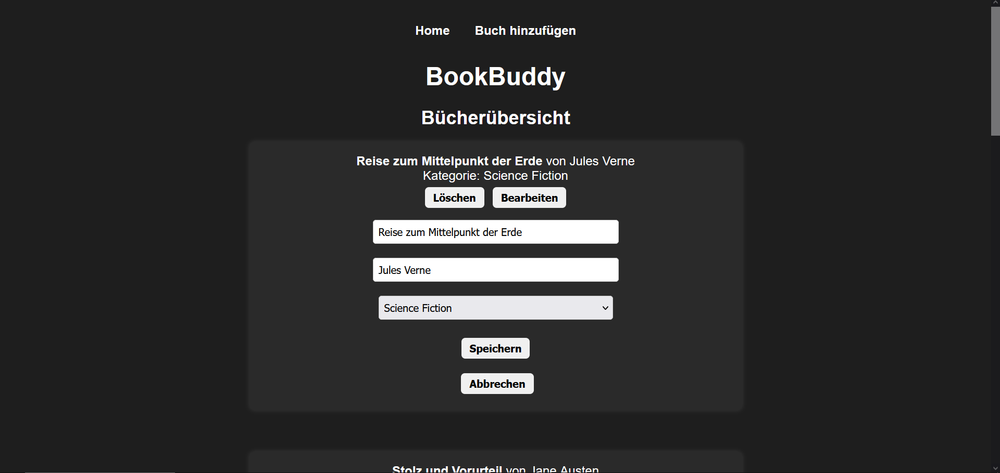 Home Buch hinzufügen
BookBuddy
Bücherübersicht
Reise zum Mittelpunkt der Erde von Jules Verne
Kategorie: Science Fiction
Löschen Bearbeiten
Reise zum Mittelpunkt der Erde
Jules Verne
Science Fiction
Speichern
Abbrechen
Stolz und Vorurteil von Jane Austen